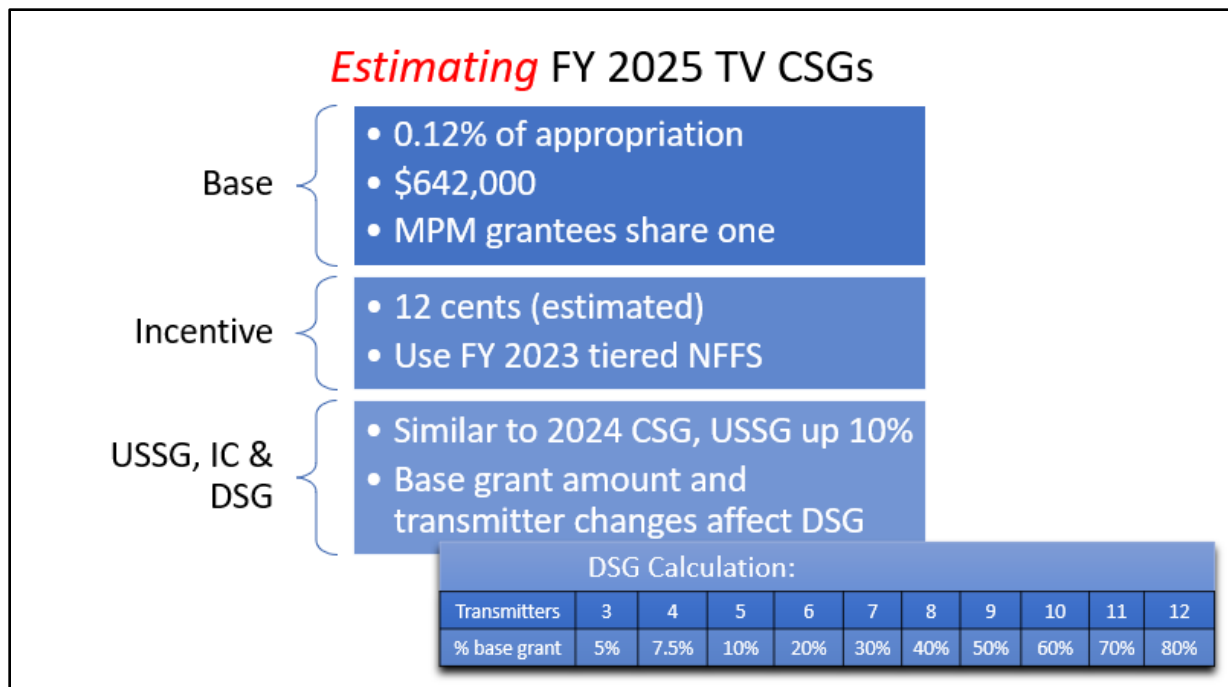 Estimating FY 2025 TV CSGs
Base
• 0.12% of appropriation
• $642,000
• MPM grantees share one
Incentive
• 12 cents (estimated)
• Use FY 2023 tiered NFFS
USSG, IC &
DSG
• Similar to 2024 CSG, USSG up 10%
• Base grant amount and
transmitter changes affect DSG
DSG Calculation:
Transmitters 3 4 5 6 7 8 9 10 11 12
% base grant 5% 7.5% 10% 20% 30% 40% 50% 60% 70% 80%